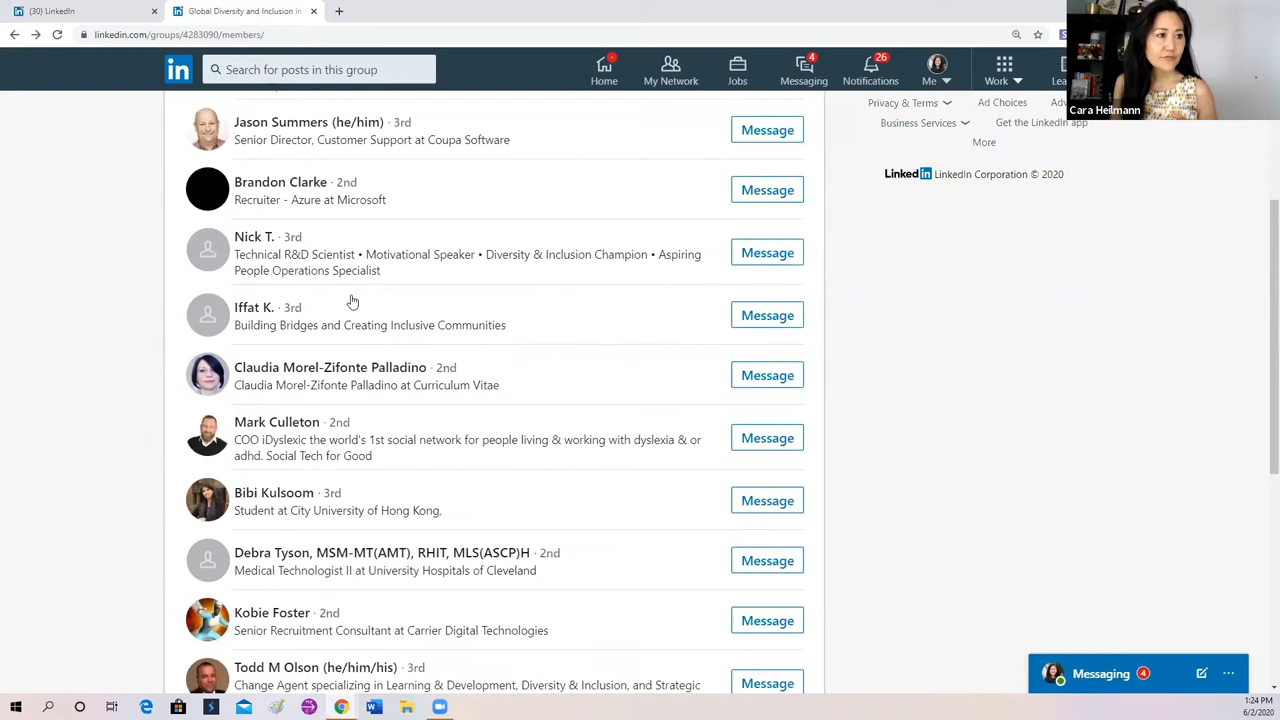 (30) LinkedIn
Global Diversity and Inclusion in
linkedin.com/groups/4283090/members/
in
Search for posts in this group
Home
My Network
4
Messaging
26
Notifications
Me
Work
Cara Heilmann
Privacy & Terms
Ad Choices
Business Services
Get the LinkedIn app
More
LinkedIn LinkedIn Corporation © 2020
Jobs
Jason Summers (he/him) · 3rd
Senior Director, Customer Support at Coupa Software
Message
Brandon Clarke · 2nd
Recruiter - Azure at Microsoft
Message
Nick T. · 3rd
Technical R&D Scientist • Motivational Speaker • Diversity & Inclusion Champion • Aspiring
People Operations Specialist
Message
Iffat K. · 3rd
Building Bridges and Creating Inclusive Communities
Message
Claudia Morel-Zifonte Palladino · 2nd
Claudia Morel-Zifonte Palladino at Curriculum Vitae
Message
Mark Culleton · 2nd
COO iDyslexic the world's 1st social network for people living & working with dyslexia & or
adhd. Social Tech for Good
Message
Bibi Kulsoom · 3rd
Student at City University of Hong Kong,
Message
Debra Tyson, MSM-MT(AMT), RHIT, MLS(ASCP)H · 2nd
Medical Technologist II at University Hospitals of Cleveland
Message
Kobie Foster · 2nd
Senior Recruitment Consultant at Carrier Digital Technologies
Message
Todd M Olson (he/him/his) · 3rd
Change Agent specializing in Learning & Development, Diversity & Inclusion, and Strategic
Message
Messaging 4
1:24 PM
6/2/2020